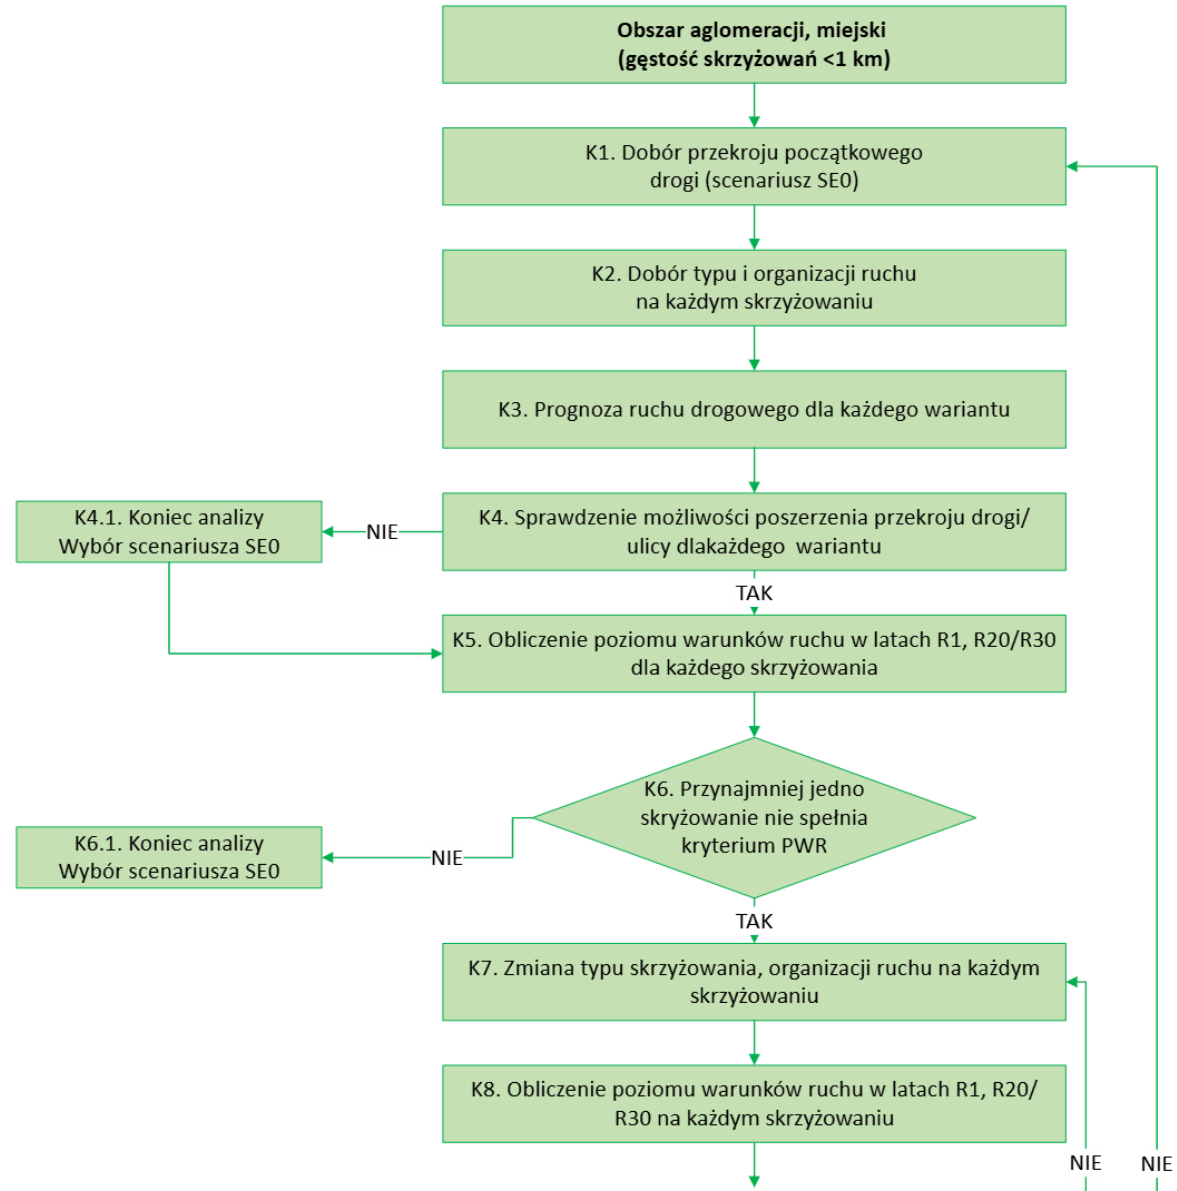 Obszar aglomeracji, miejski
(gęstość skrzyżowań <1 km)
K1. Dobór przekroju początkowego
drogi (scenariusz SE0)
K2. Dobór typu i organizacji ruchu
na każdym skrzyżowaniu
K3. Prognoza ruchu drogowego dla każdego wariantu
K4.1. Koniec analizy
Wybór scenariusza SE0
NIE
K4. Sprawdzenie możliwości poszerzenia przekroju drogi/
ulicy dlakażdego  wariantu
TAK
K5. Obliczenie poziomu warunków ruchu w latach R1, R20/R30
dla każdego skrzyżowania
K6. Przynajmniej jedno
skryżowanie nie spełnia
kryterium PWR
K6.1. Koniec analizy
Wybór scenariusza SE0
NIE
TAK
K7. Zmiana typu skrzyżowania, organizacji ruchu na każdym
skrzyżowaniu
K8. Obliczenie poziomu warunków ruchu w latach R1, R20/
R30 na każdym skrzyżowaniu
NIE
NIE